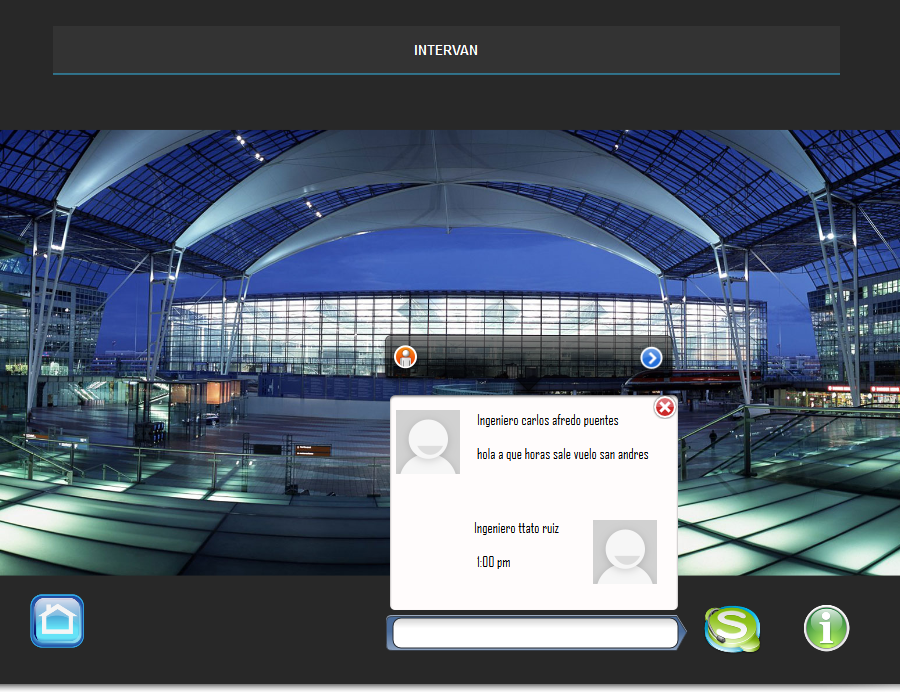 INTERVAN
Ingeniero carlos afredo puentes
hola a que horas sale vuelo san andres
Ingeniero ttato ruiz
1:00 pm